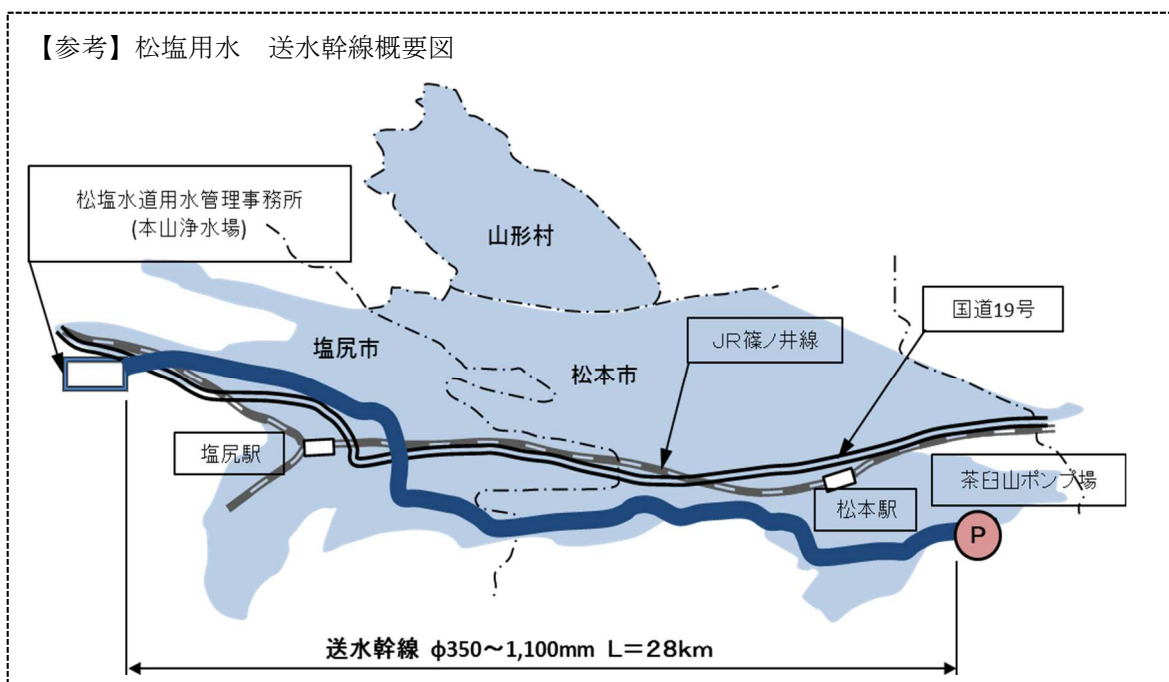 【参考】松塩用水　送水幹線概要図
松塩水道用水管理事務所
(本山浄水場)
山形村
国道19号
JR篠ノ井線
塩尻市
松本市
塩尻駅
茶臼山ポンプ場
松本駅
P
送水幹線 φ350～1,100mm L＝28km